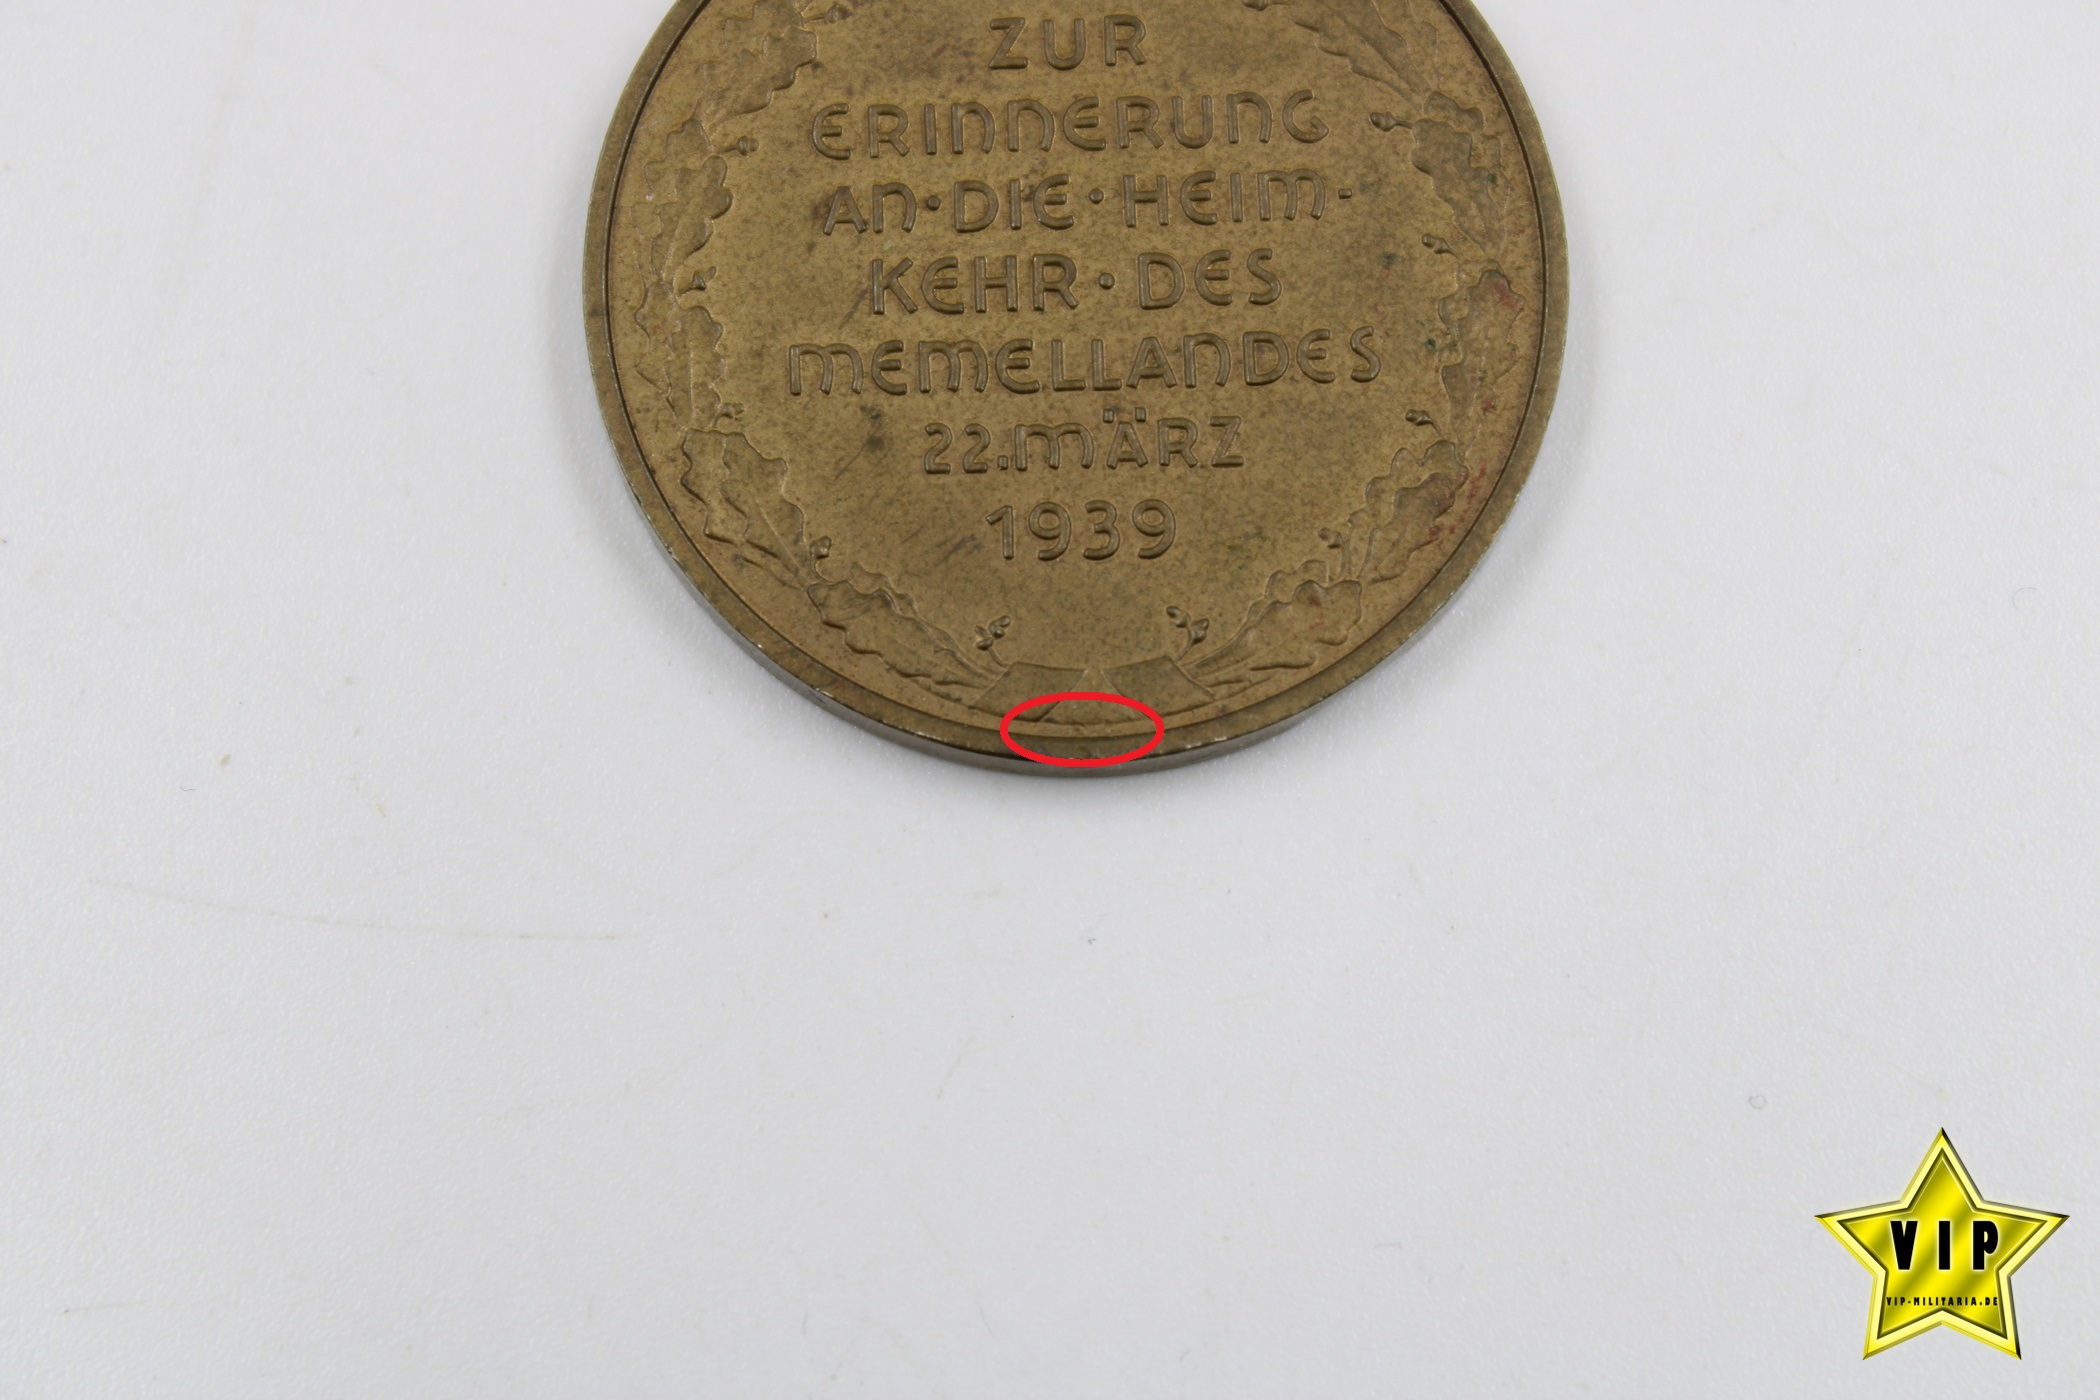 ZUR
ERINNERUNG
AN·DIE·HEIM-
KEHR·DES
MEMELLANDES
22.MÄRZ
1939
VIP
VIP-MILITARIA.DE